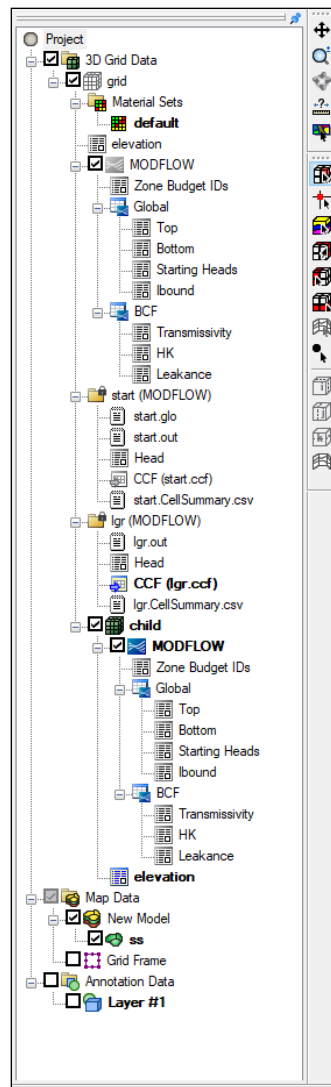 Project
3D Grid Data
grid
Material Sets
default
elevation
MODFLOW
Zone Budget IDs
Global
Top
Bottom
Starting Heads
Ibound
BCF
Transmissivity
HK
Leakance
start (MODFLOW)
start.glo
start.out
Head
CCF (start.ccf)
start.CellSummary.csv
lgr (MODFLOW)
lgr.out
Head
CCF (lgr.ccf)
lgr.CellSummary.csv
child
MODFLOW
Zone Budget IDs
Global
Top
Bottom
Starting Heads
Ibound
BCF
Transmissivity
HK
Leakance
elevation
Map Data
New Model
ss
Grid Frame
Annotation Data
Layer #1